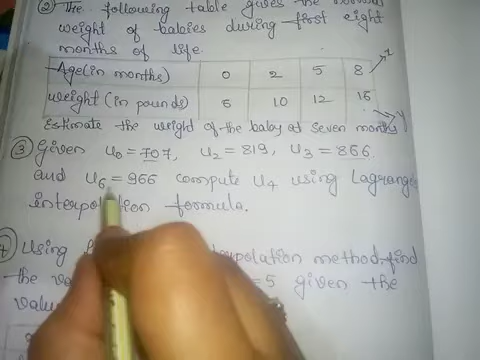 ② The following table gives the
weight of babies during first eight
months of life.
Age(in months) 0 2 5 8 x
weight (in pounds) 6 10 12 16 y
Estimate the weight of the baby at seven months
③ Given u₀ = 707, u₂ = 819, u₃ = 866
and u₆ = 966 compute u₄ using Lagrange
interpolation formula.
Using interpolation method, find
the =5 given the